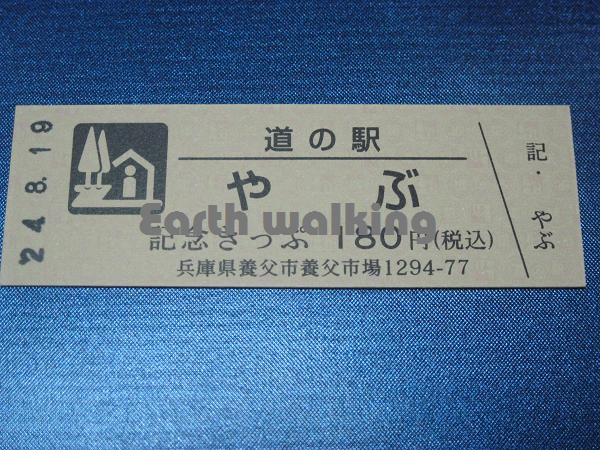 24.8.19
道の駅
やぶ
Earth walking
記念きっぷ 180円(税込)
兵庫県養父市養父市場1294-77
記・やぶ